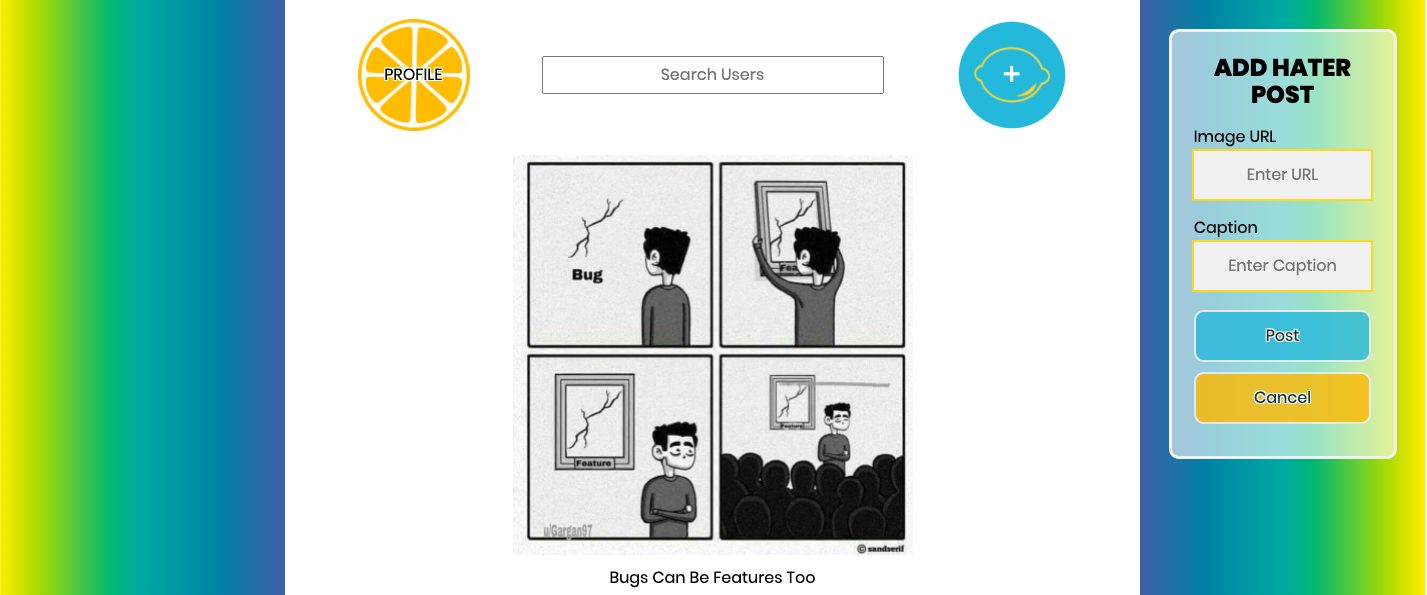 PROFILE
Search Users
+
Bug
Fea
Feature
u/Gargan97
Feature
© sandserif
Bugs Can Be Features Too
ADD HATER
POST
Image URL
Enter URL
Caption
Enter Caption
Post
Cancel